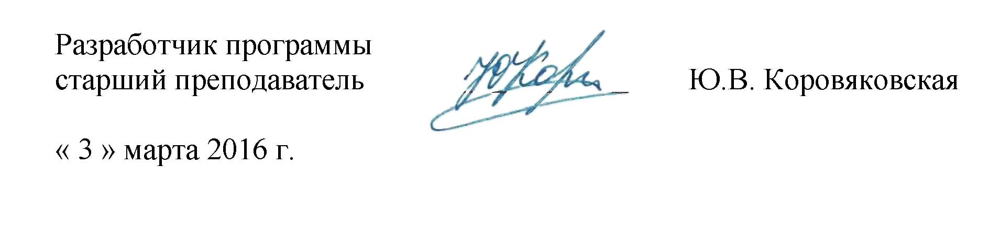 Разработчик программы
старший преподаватель Ю.В. Коровяковская
« 3 » марта 2016 г.